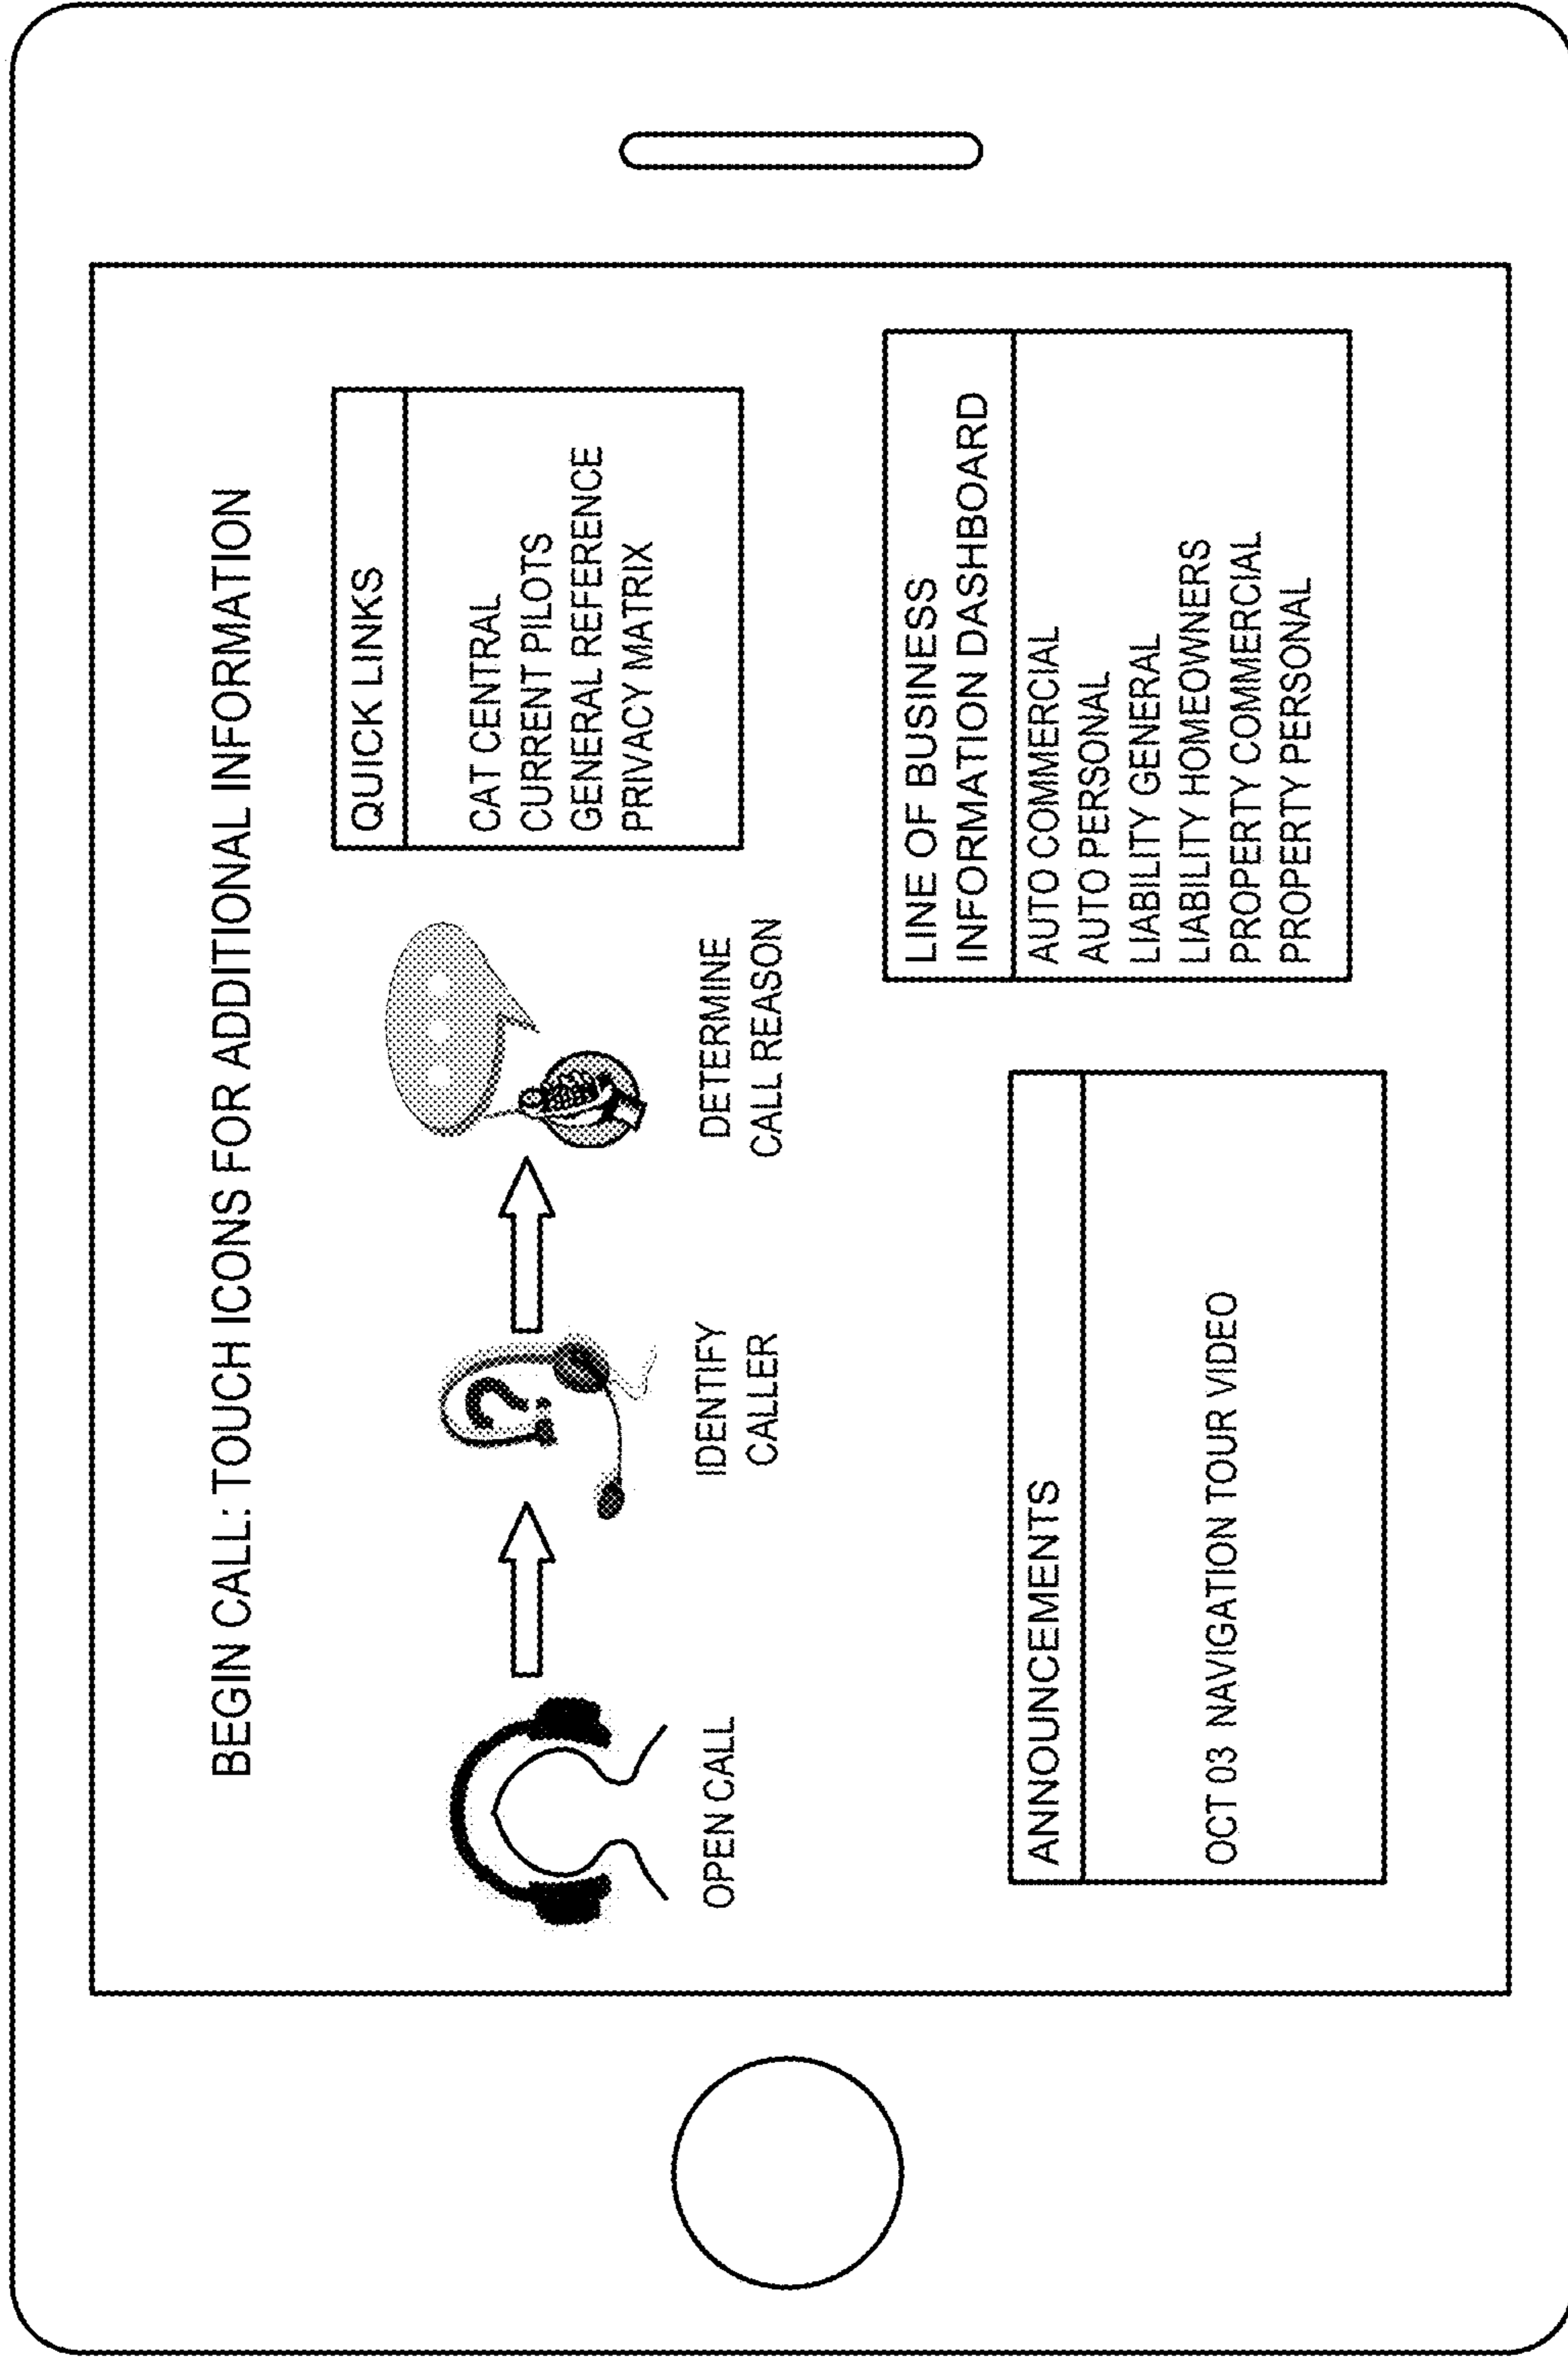 BEGIN CALL: TOUCH ICONS FOR ADDITIONAL INFORMATION
OPEN CALL
IDENTIFY
CALLER
DETERMINE
CALL REASON
QUICK LINKS
CAT CENTRAL
CURRENT PILOTS
GENERAL REFERENCE
PRIVACY MATRIX
ANNOUNCEMENTS
OCT 03 NAVIGATION TOUR VIDEO
LINE OF BUSINESS
INFORMATION DASHBOARD
AUTO COMMERCIAL
AUTO PERSONAL
LIABILITY GENERAL
LIABILITY HOMEOWNERS
PROPERTY COMMERCIAL
PROPERTY PERSONAL